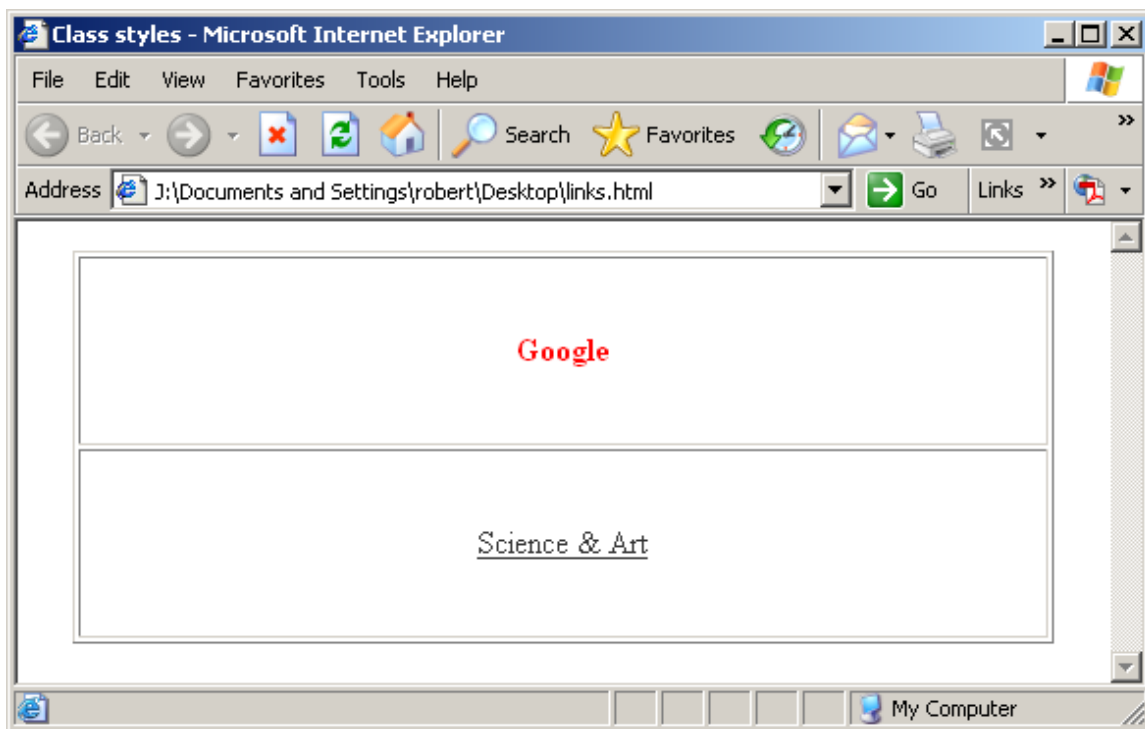 Class styles - Microsoft Internet Explorer
File Edit View Favorites Tools Help
Back Search Favorites »
Address J:\Documents and Settings\robert\Desktop\links.html Go Links »
Google
Science & Art
My Computer